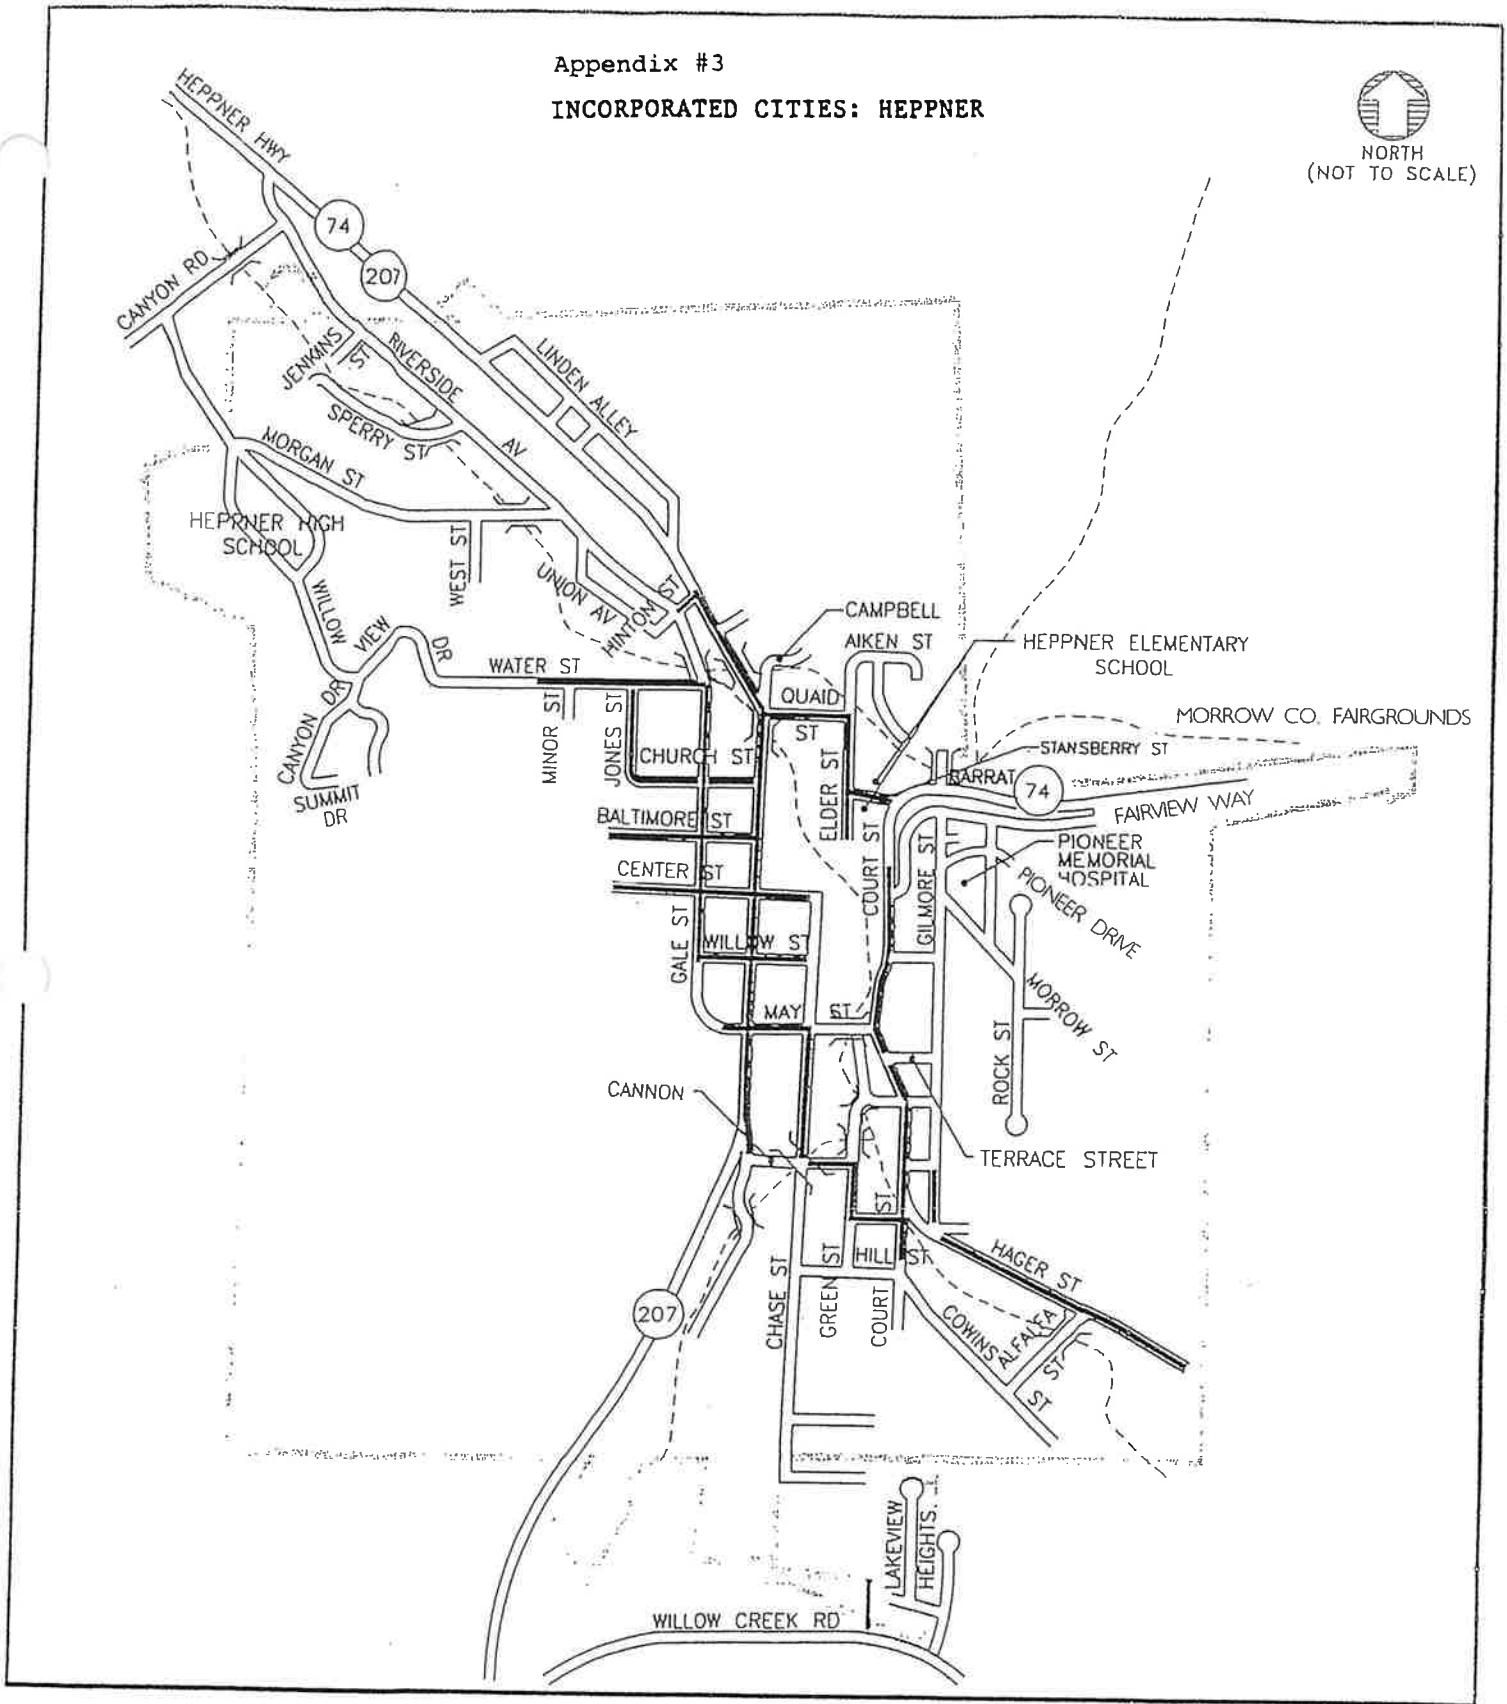 Appendix #3
INCORPORATED CITIES: HEPPNER
NORTH
(NOT TO SCALE)
HEPPNER HWY
74
207
CANYON RD
LINDEN ALLEY
RIVERSIDE AV
JENKINS ST
SPERRY ST
MORGAN ST
HEPPNER HIGH
SCHOOL
WEST ST
UNION AV
HINTON ST
WILLOW VIEW DR
CAMPBELL
AIKEN ST
HEPPNER ELEMENTARY
SCHOOL
WATER ST
QUAID ST
MORROW CO. FAIRGROUNDS
CANYON DR
MINOR ST
JONES ST
CHURCH ST
STANSBERRY ST
BARRAT
74
SUMMIT
DR
ELDER ST
FAIRVIEW WAY
BALTIMORE ST
COURT ST
GILMORE ST
PIONEER
MEMORIAL
HOSPITAL
CENTER ST
PIONEER DRIVE
GALE ST
WILLOW ST
MORROW ST
MAY ST
ROCK ST
CANNON
TERRACE STREET
HAGER ST
HILL ST
207
CHASE ST
GREEN ST
COURT ST
COWINS ST
ALFALFA ST
LAKEVIEW
HEIGHTS.
WILLOW CREEK RD